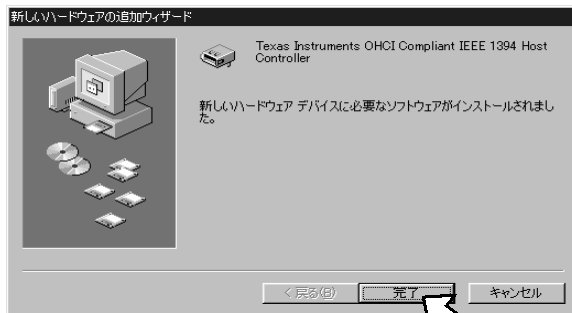 新しいハードウェアの追加ウィザード
Texas Instruments OHCI Compliant IEEE 1394 Host
Controller
新しいハードウェア デバイスに必要なソフトウェアがインストールされまし
た。
< 戻る(B)
完了
キャンセル